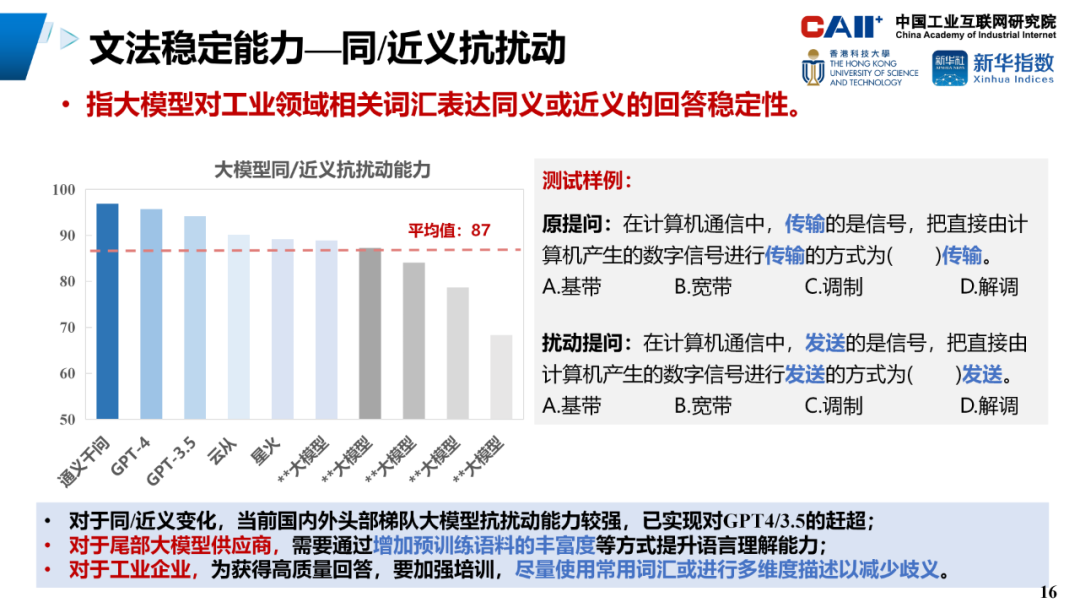 文法稳定能力—同/近义抗扰动
CAII+
中国工业互联网研究院
China Academy of Industrial Internet
香港科技大學
THE HONG KONG
UNIVERSITY OF SCIENCE
AND TECHNOLOGY
新华社
新华指数
Xinhua Indices
• 指大模型对工业领域相关词汇表达同义或近义的回答稳定性。
大模型同/近义抗扰动能力
100
90
80
70
60
50
平均值：87
通义千问
GPT-4
GPT-3.5
云从
星火
**大模型
**大模型
**大模型
**大模型
**大模型
测试样例：
原提问：在计算机通信中，传输的是信号，把直接由计
算机产生的数字信号进行传输的方式为( )传输。
A.基带 B.宽带 C.调制 D.解调
扰动提问：在计算机通信中，发送的是信号，把直接由
计算机产生的数字信号进行发送的方式为( )发送。
A.基带 B.宽带 C.调制 D.解调
• 对于同/近义变化，当前国内外头部梯队大模型抗扰动能力较强，已实现对GPT4/3.5的赶超；
• 对于尾部大模型供应商，需要通过增加预训练语料的丰富度等方式提升语言理解能力；
• 对于工业企业，为获得高质量回答，要加强培训，尽量使用常用词汇或进行多维度描述以减少歧义。
16